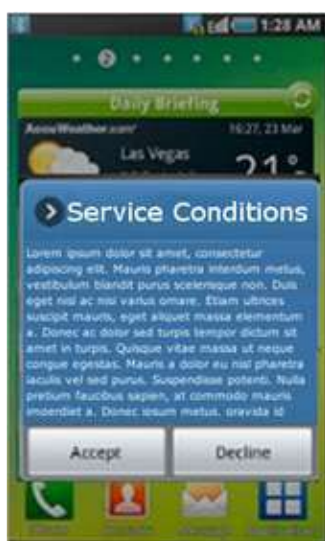 1:28 AM
Daily Briefing
AccuWeather.com 16:27, 23 Mar
Las Vegas
21°
Service Conditions
Lorem ipsum dolor sit amet, consectetur
adipiscing elit. Mauris pharetra interdum metus,
vestibulum blandit purus scelerisque non. Duis
eget nisl ac nisi varius ornare. Etiam ultrices
suscipit mauris, eget aliquet massa elementum
a. Donec ac dolor sed turpis tempor dictum sit
amet in turpis. Quisque vitae massa ut neque
congue egestas. Mauris a dolor eu nisl pharetra
iaculis vel sed purus. Suspendisse potenti. Nulla
pretium faucibus sapien, at commodo mauris
imperdiet a. Donec ipsum metus, gravida id
Accept Decline